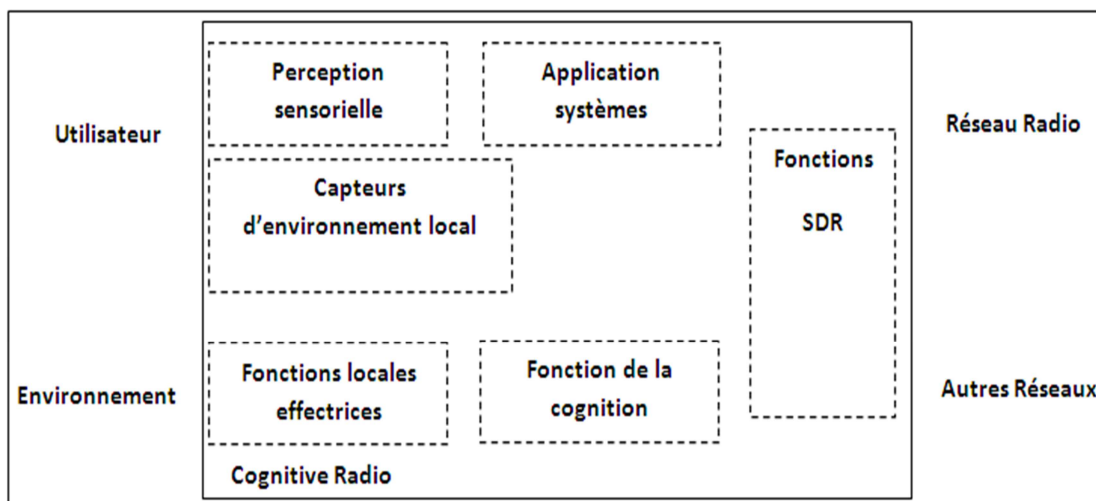 Perception
sensorielle
Application
systèmes
Utilisateur
Réseau Radio
Fonctions
SDR
Capteurs
d'environnement local
Environnement
Fonctions locales
effectrices
Fonction de la
cognition
Autres Réseaux
Cognitive Radio